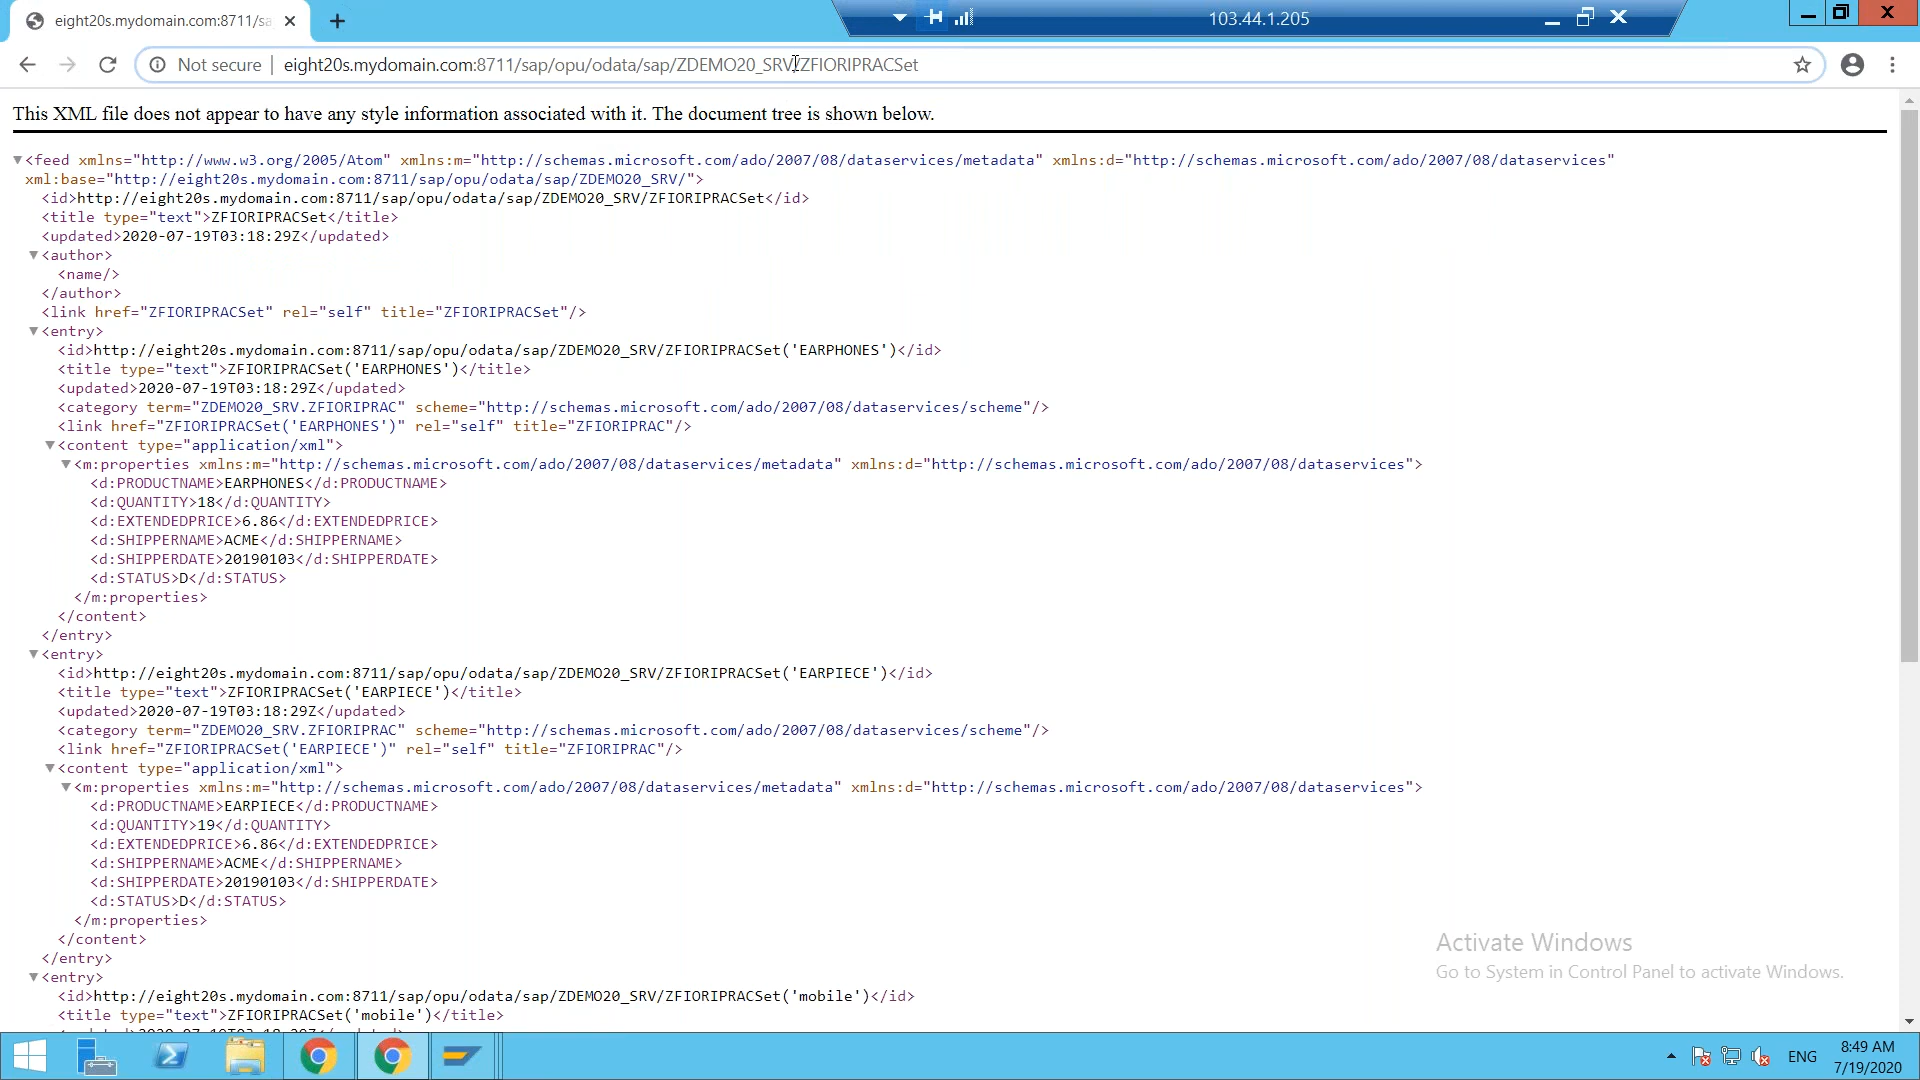 eight20s.mydomain.com:8711/sa
103.44.1.205
Not secure | eight20s.mydomain.com:8711/sap/opu/odata/sap/ZDEMO20_SRV/ZFIORIPRACSet
This XML file does not appear to have any style information associated with it. The document tree is shown below.
<feed xmlns="http://www.w3.org/2005/Atom" xmlns:m="http://schemas.microsoft.com/ado/2007/08/dataservices/metadata" xmlns:d="http://schemas.microsoft.com/ado/2007/08/dataservices"
xml:base="http://eight20s.mydomain.com:8711/sap/opu/odata/sap/ZDEMO20_SRV/">
<id>http://eight20s.mydomain.com:8711/sap/opu/odata/sap/ZDEMO20_SRV/ZFIORIPRACSet</id>
<title type="text">ZFIORIPRACSet</title>
<updated>2020-07-19T03:18:29Z</updated>
<author>
<name/>
</author>
<link href="ZFIORIPRACSet" rel="self" title="ZFIORIPRACSet"/>
<entry>
<id>http://eight20s.mydomain.com:8711/sap/opu/odata/sap/ZDEMO20_SRV/ZFIORIPRACSet('EARPHONES')</id>
<title type="text">ZFIORIPRACSet('EARPHONES')</title>
<updated>2020-07-19T03:18:29Z</updated>
<category term="ZDEMO20_SRV.ZFIORIPRAC" scheme="http://schemas.microsoft.com/ado/2007/08/dataservices/scheme"/>
<link href="ZFIORIPRACSet('EARPHONES')" rel="self" title="ZFIORIPRAC"/>
<content type="application/xml">
<m:properties xmlns:m="http://schemas.microsoft.com/ado/2007/08/dataservices/metadata" xmlns:d="http://schemas.microsoft.com/ado/2007/08/dataservices">
<d:PRODUCTNAME>EARPHONES</d:PRODUCTNAME>
<d:QUANTITY>18</d:QUANTITY>
<d:EXTENDEDPRICE>6.86</d:EXTENDEDPRICE>
<d:SHIPPERNAME>ACME</d:SHIPPERNAME>
<d:SHIPPERDATE>20190103</d:SHIPPERDATE>
<d:STATUS>D</d:STATUS>
</m:properties>
</content>
</entry>
<entry>
<id>http://eight20s.mydomain.com:8711/sap/opu/odata/sap/ZDEMO20_SRV/ZFIORIPRACSet('EARPIECE')</id>
<title type="text">ZFIORIPRACSet('EARPIECE')</title>
<updated>2020-07-19T03:18:29Z</updated>
<category term="ZDEMO20_SRV.ZFIORIPRAC" scheme="http://schemas.microsoft.com/ado/2007/08/dataservices/scheme"/>
<link href="ZFIORIPRACSet('EARPIECE')" rel="self" title="ZFIORIPRAC"/>
<content type="application/xml">
<m:properties xmlns:m="http://schemas.microsoft.com/ado/2007/08/dataservices/metadata" xmlns:d="http://schemas.microsoft.com/ado/2007/08/dataservices">
<d:PRODUCTNAME>EARPIECE</d:PRODUCTNAME>
<d:QUANTITY>19</d:QUANTITY>
<d:EXTENDEDPRICE>6.86</d:EXTENDEDPRICE>
<d:SHIPPERNAME>ACME</d:SHIPPERNAME>
<d:SHIPPERDATE>20190103</d:SHIPPERDATE>
<d:STATUS>D</d:STATUS>
</m:properties>
</content>
</entry>
<entry>
<id>http://eight20s.mydomain.com:8711/sap/opu/odata/sap/ZDEMO20_SRV/ZFIORIPRACSet('mobile')</id>
<title type="text">ZFIORIPRACSet('mobile')</title>
Activate Windows
Go to System in Control Panel to activate Windows.
ENG
8:49 AM
7/19/2020